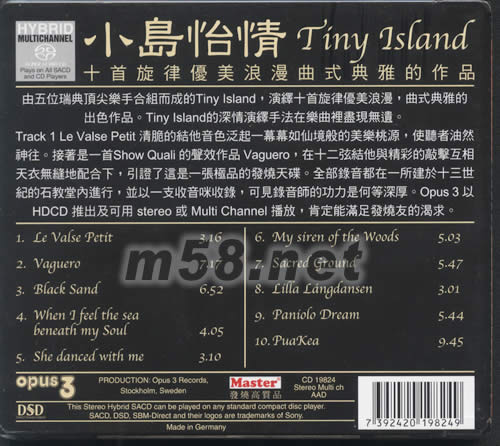 HYBRID
MULTICHANNEL
Plays on All SACD
and CD Players
小島怡情 Tiny Island
十首旋律優美浪漫曲式典雅的作品
由五位瑞典頂尖樂手合組而成的Tiny Island，演繹十首旋律優美浪漫，曲式典雅的
出色作品。Tiny Island的深情演繹手法在樂曲裡盡現無遺。
Track 1 Le Valse Petit 清脆的結他音色泛起一幕幕如仙境般的美樂桃源，使聽者油然
神往。接著是一首Show Quali 的聲效作品 Vaguero，在十二弦結他與精彩的敲擊互相
天衣無縫地配合下，引證了這是一張極品的發燒天碟。全部錄音都在一所建於十三世
紀的石教堂內進行，並以一支收音咪收錄，可見錄音師的功力是何等深厚。Opus 3 以
HDCD 推出及可用 stereo 或 Multi Channel 播放，肯定能滿足發燒友的渴求。
1. Le Valse Petit 3.16
2. Vaguero 7.17
3. Black Sand 6.52
4. When I feel the sea
beneath my Soul 4.05
5. She danced with me 3.10
6. My siren of the Woods 5.03
7. Sacred Ground 5.47
8. Lilla Långdansen 3.01
9. Paniolo Dream 5.44
10. PuaKea 9.45
m58.net
opus 3
DSD
PRODUCTION: Opus 3 Records,
Stockholm, Sweden
Master
發燒高質品
CD 19824
Stereo Multi ch
AAD
This Stereo Hybrid SACD can be played on any standard compact disc player.
SACD, DSD, SBM-Direct and their logos are trademarks of Sony.
Made in Germany
7 392420 198249